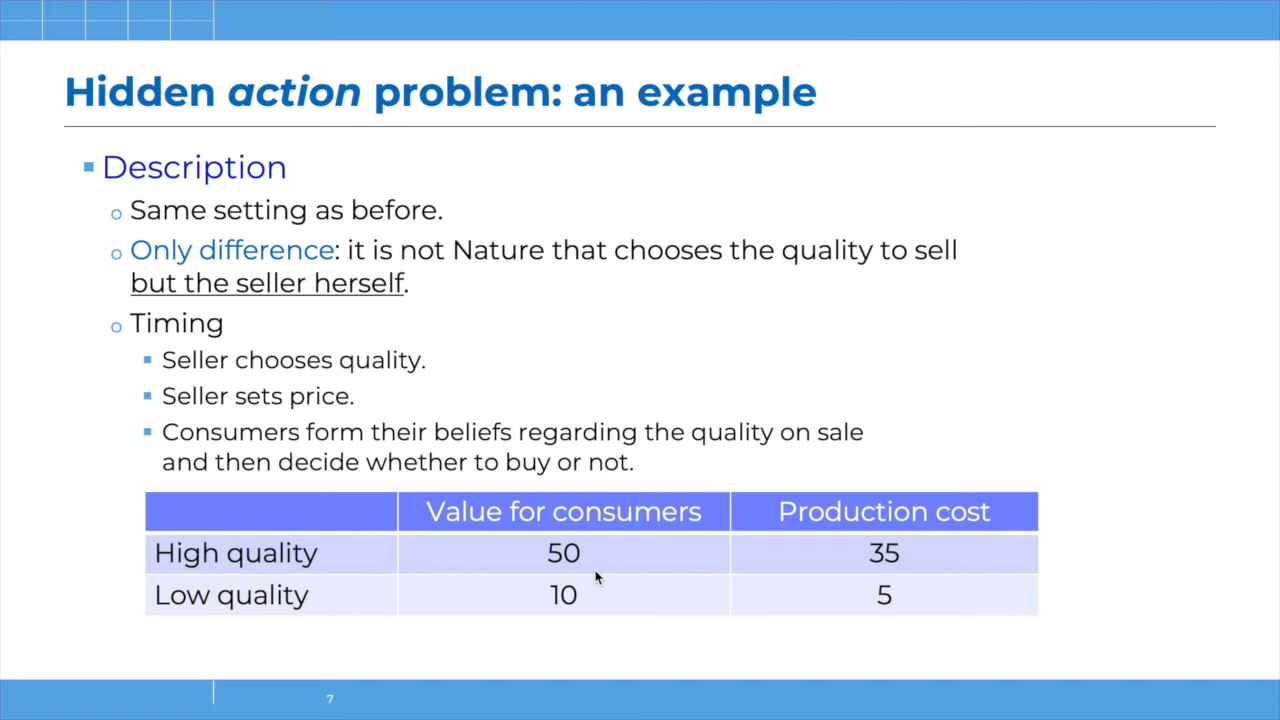 Hidden action problem: an example
Description
Same setting as before.
Only difference: it is not Nature that chooses the quality to sell
but the seller herself.
Timing
Seller chooses quality.
Seller sets price.
Consumers form their beliefs regarding the quality on sale
and then decide whether to buy or not.
Value for consumers Production cost
High quality 50 35
Low quality 10 5
7